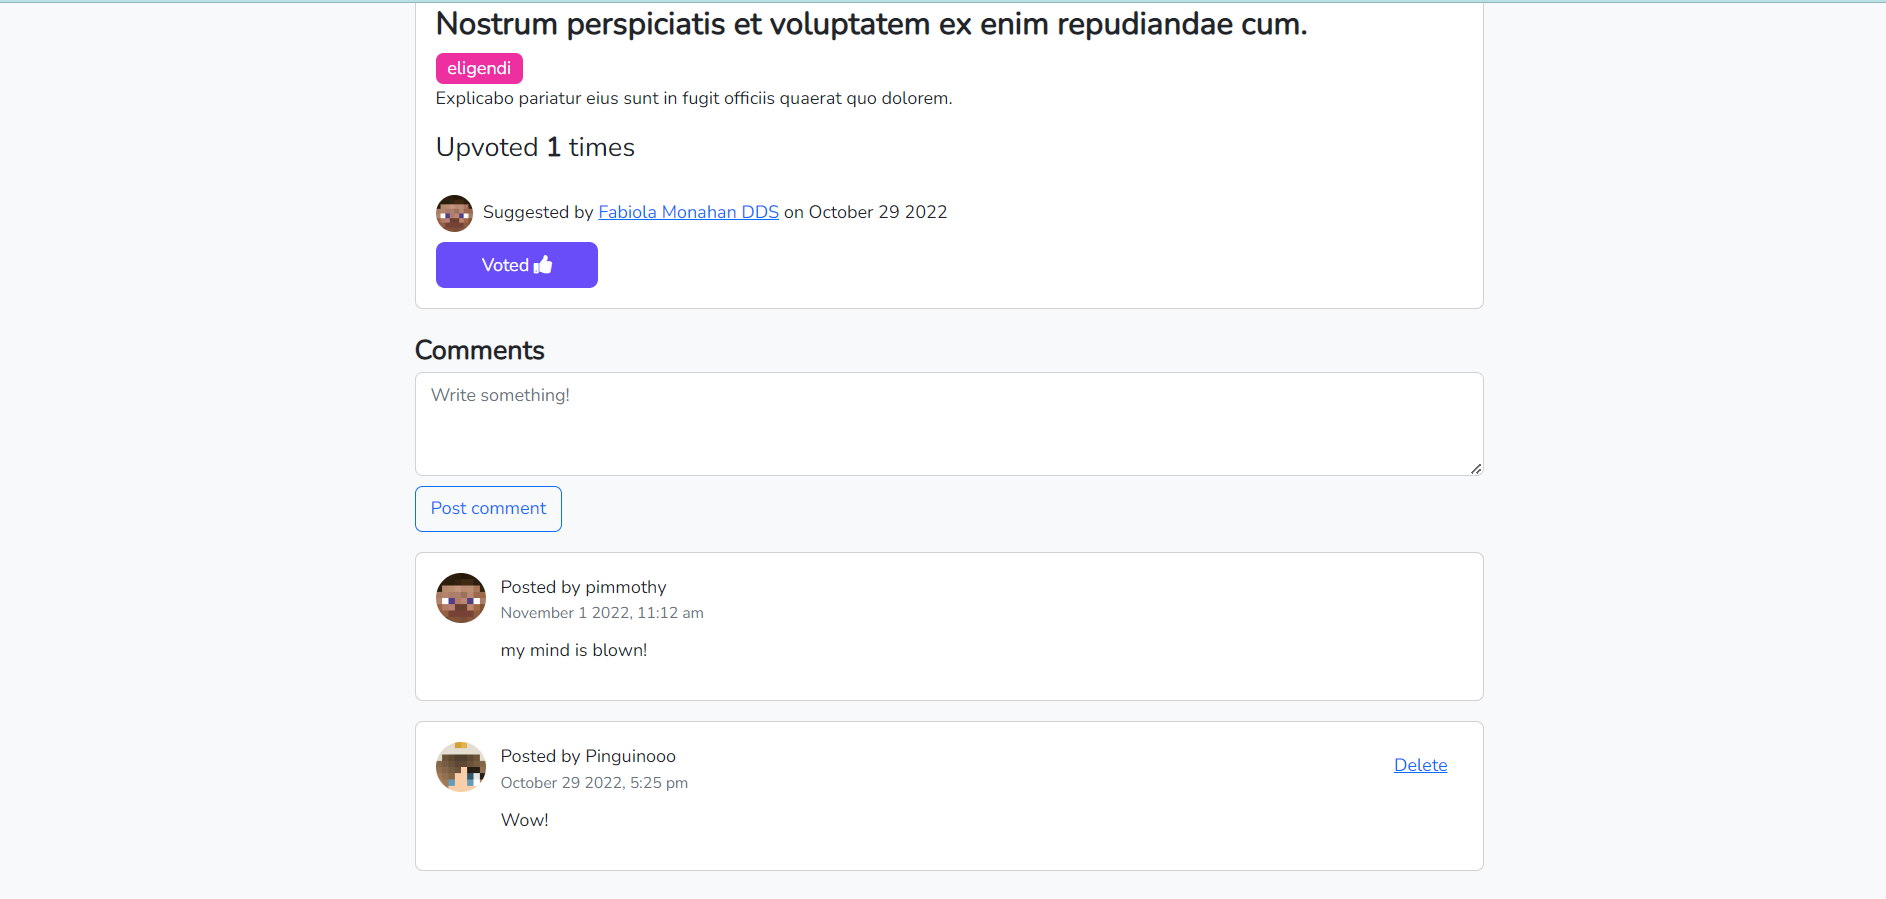 Nostrum perspiciatis et voluptatem ex enim repudiandae cum.
eligendi
Explicabo pariatur eius sunt in fugit officiis quaerat quo dolorem.
Upvoted 1 times
Suggested by Fabiola Monahan DDS on October 29 2022
Voted
Comments
Write something!
Post comment
Posted by pimmothy
November 1 2022, 11:12 am
my mind is blown!
Posted by Pinguinooo
Delete
October 29 2022, 5:25 pm
Wow!